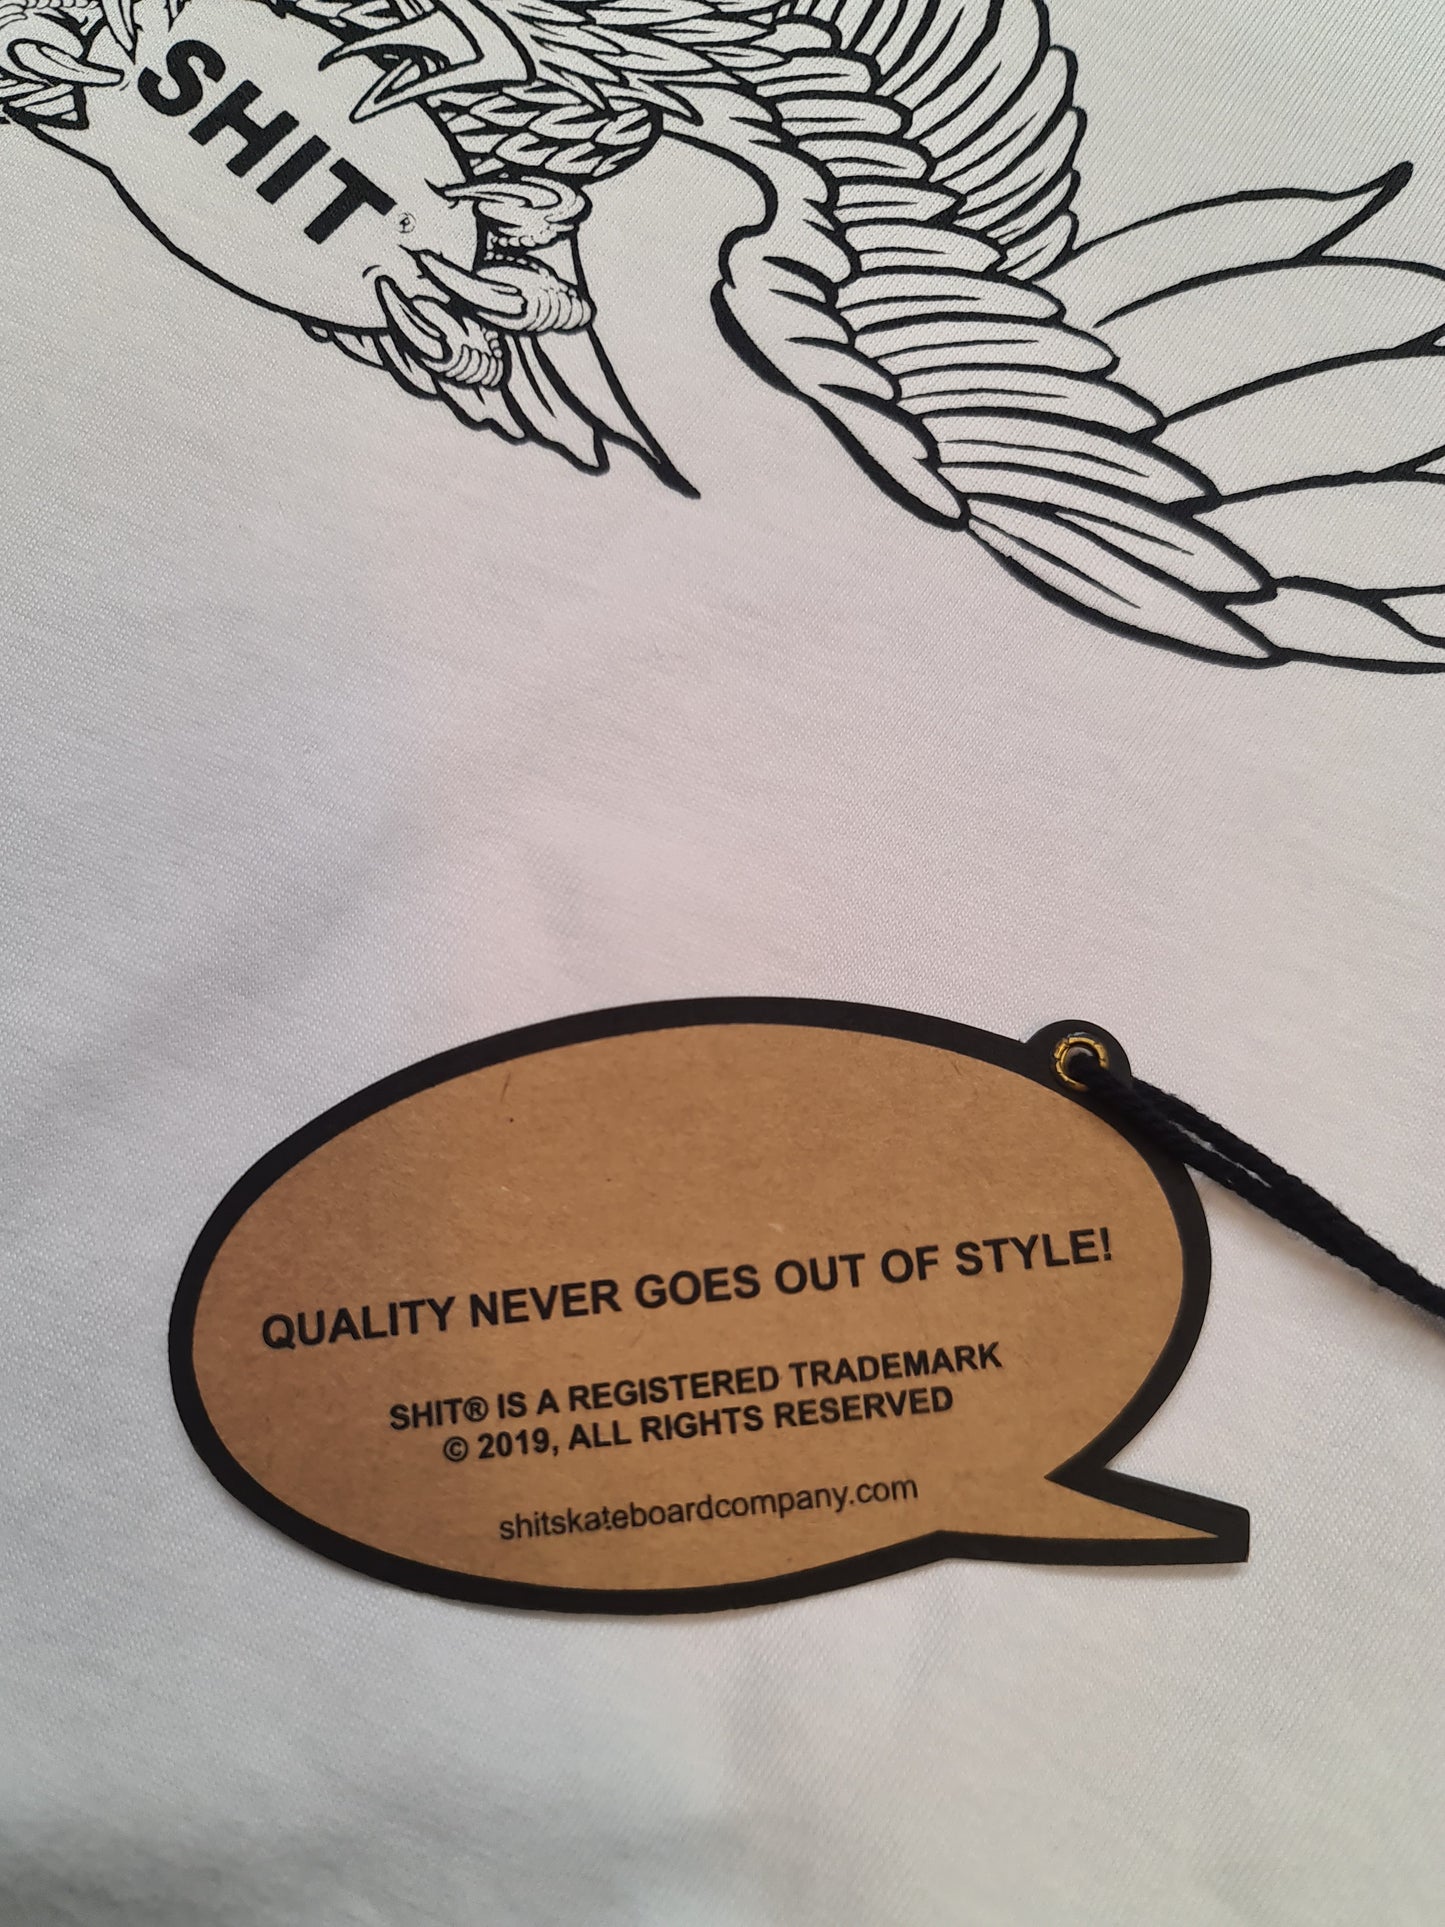 SHIT®
QUALITY NEVER GOES OUT OF STYLE!
SHIT® IS A REGISTERED TRADEMARK
© 2019, ALL RIGHTS RESERVED
shitskateboardcompany.com